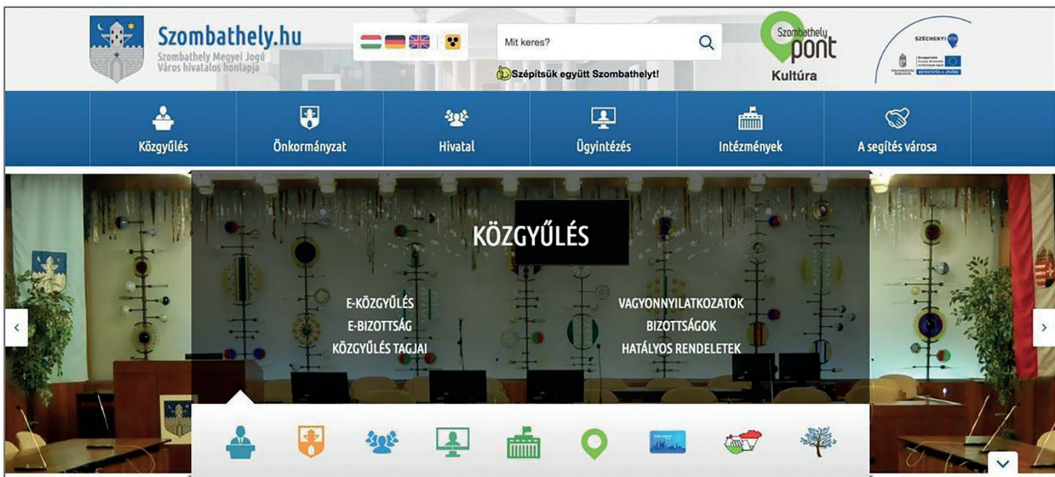 Szombathely.hu
Szombathely Megyei Jogú
Város hivatalos honlapja
Mit keres?
Szépítsük együtt Szombathelyt!
Szombathely
pont
Kultúra
SZÉCHENYI
Közgyűlés
Önkormányzat
Hivatal
Ügyintézés
Intézmények
A segítés városa
KÖZGYŰLÉS
E-KÖZGYŰLÉS
E-BIZOTTSÁG
KÖZGYŰLÉS TAGJAI
VAGYONNYILATKOZATOK
BIZOTTSÁGOK
HATÁLYOS RENDELETEK